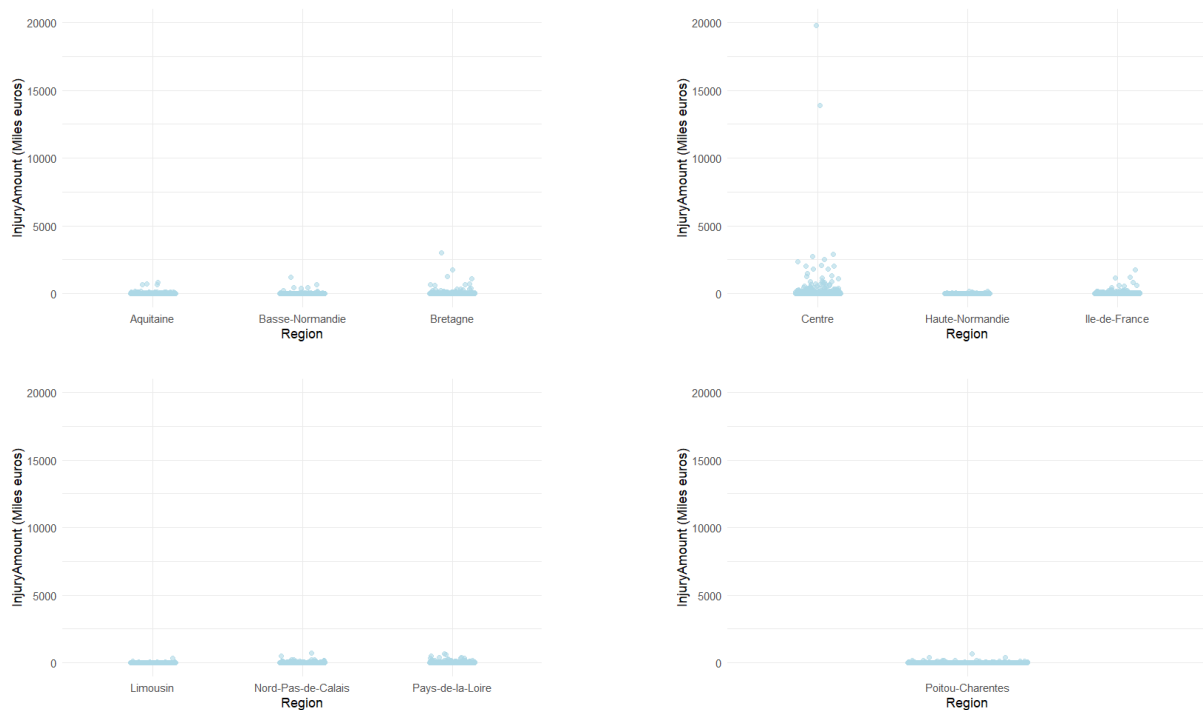 InjuryAmount (Miles euros)
20000
15000
10000
5000
0
Aquitaine Basse-Normandie Bretagne
Region
InjuryAmount (Miles euros)
20000
15000
10000
5000
0
Centre Haute-Normandie Ile-de-France
Region
InjuryAmount (Miles euros)
20000
15000
10000
5000
0
Limousin Nord-Pas-de-Calais Pays-de-la-Loire
Region
InjuryAmount (Miles euros)
20000
15000
10000
5000
0
Poitou-Charentes
Region